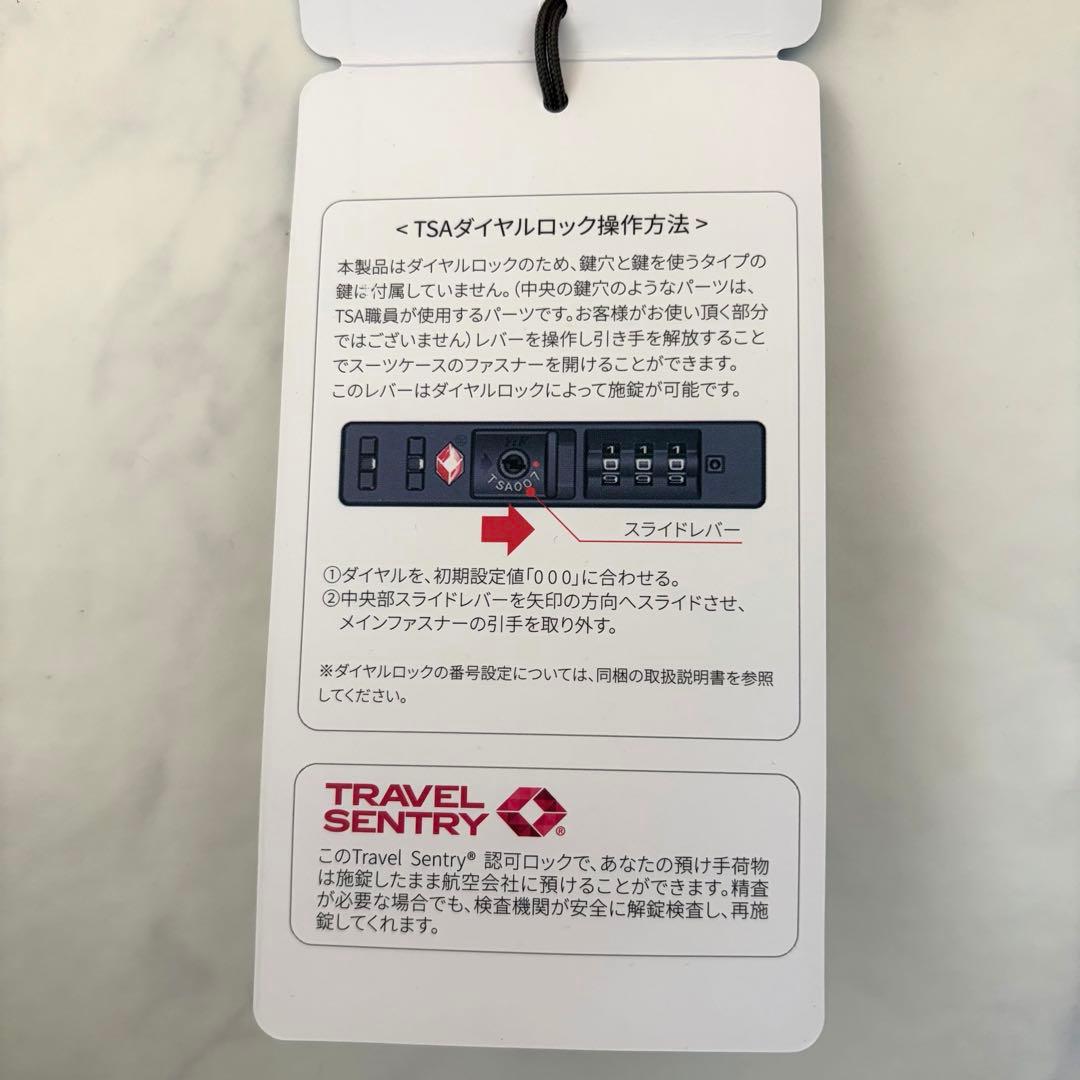 < TSAダイヤルロック操作方法 >
本製品はダイヤルロックのため、鍵穴と鍵を使うタイプの
鍵は付属していません。(中央の鍵穴のようなパーツは、
TSA職員が使用するパーツです。お客様がお使い頂く部分
ではございません)レバーを操作し引き手を解放すること
でスーツケースのファスナーを開けることができます。
このレバーはダイヤルロックによって施錠が可能です。
TSA007
1 1 1
0 0 0
9 9 9
スライドレバー
①ダイヤルを、初期設定値「000」に合わせる。
②中央部スライドレバーを矢印の方向へスライドさせ、
メインファスナーの引手を取り外す。
※ダイヤルロックの番号設定については、同梱の取扱説明書を参照
してください。
TRAVEL
SENTRY®
このTravel Sentry® 認可ロックで、あなたの預け手荷物
は施錠したまま航空会社に預けることができます。精査
が必要な場合でも、検査機関が安全に解錠検査し、再施
錠してくれます。